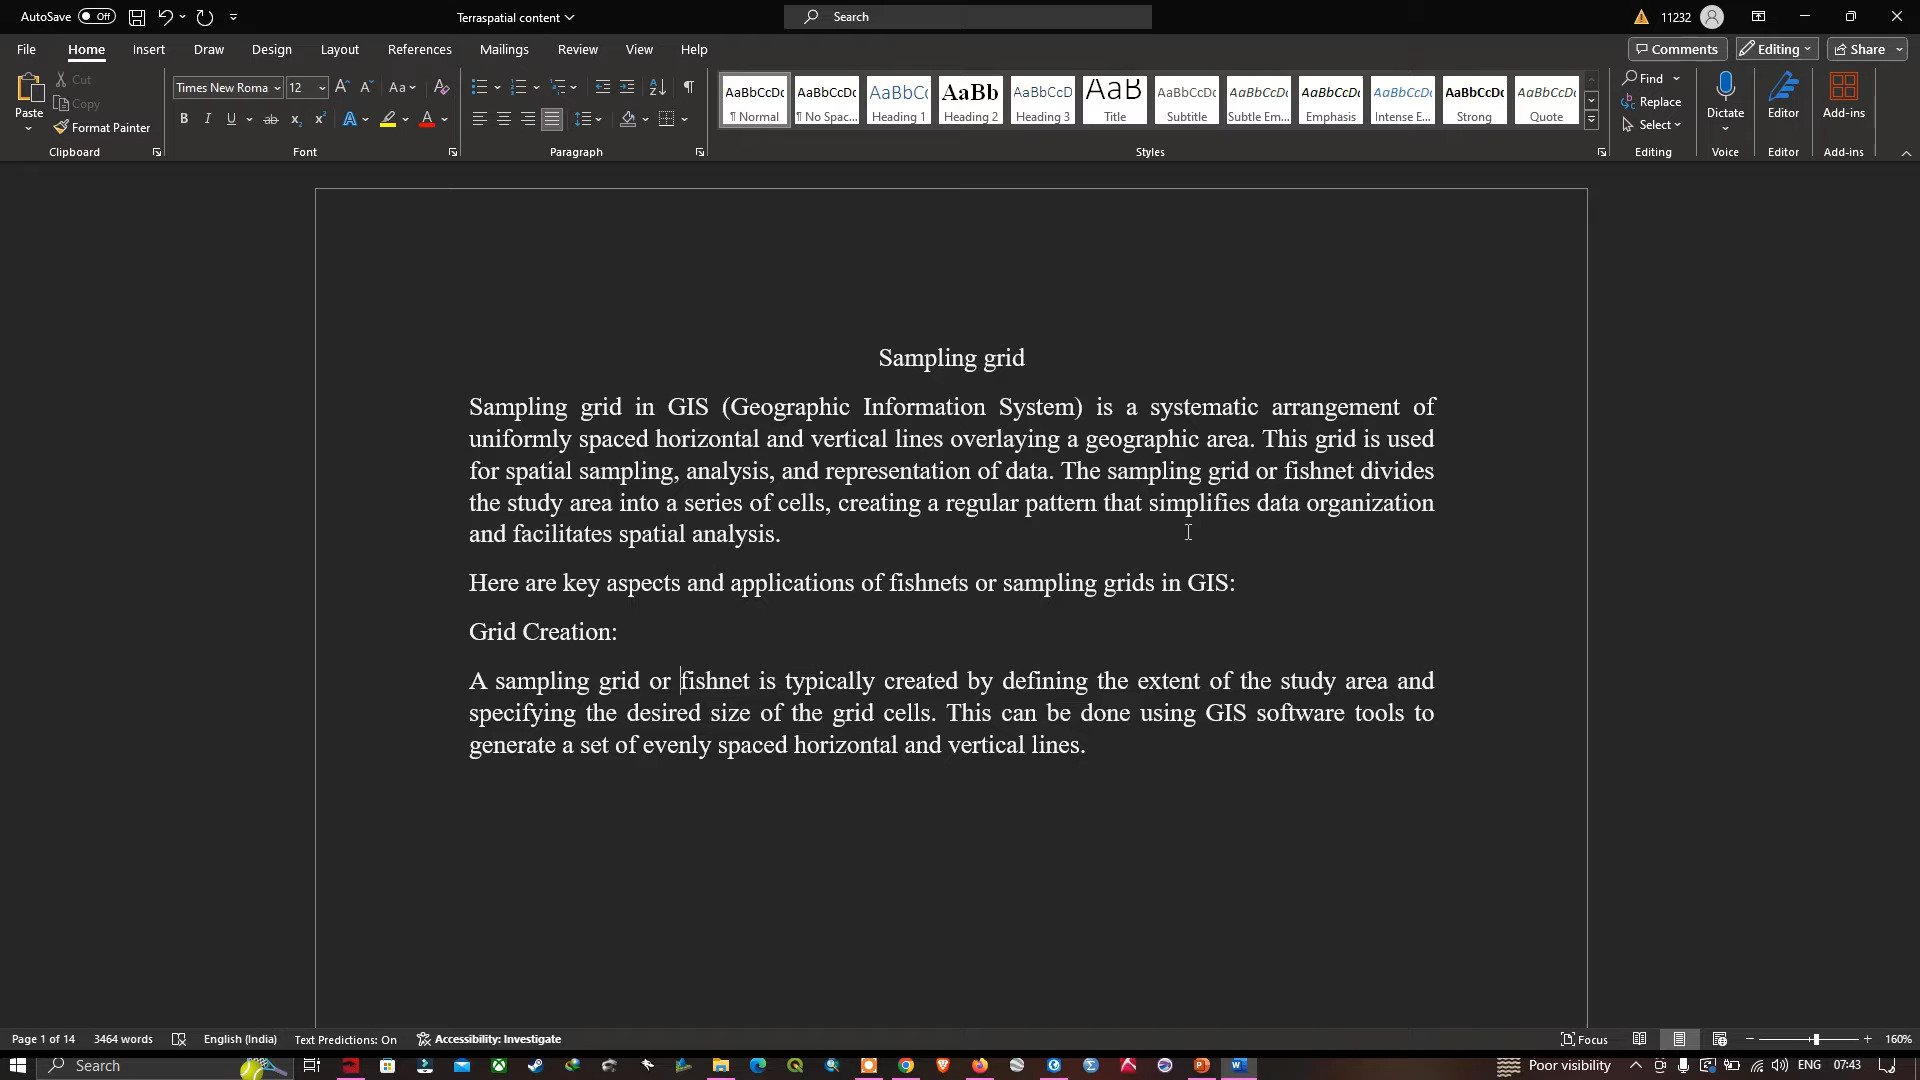 AutoSave Off
Terraspatial content
Search
11232
File Home Insert Draw Design Layout References Mailings Review View Help
Comments Editing Share
Paste
Cut
Copy
Format Painter
Clipboard
Times New Roma 12
Font
Paragraph
AaBbCcDc ¶ Normal
AaBbCcDc ¶ No Spac...
AaBbC( Heading 1
AaBb Heading 2
AaBbCcD Heading 3
AaB Title
AaBbCcDc Subtitle
AaBbCcDc Subtle Em...
AaBbCcDc Emphasis
AaBbCcDc Intense E...
AaBbCcDc Strong
AaBbCcDc Quote
Styles
Find
Replace
Select
Editing
Dictate
Voice
Editor
Editor
Add-ins
Add-ins
Sampling grid
Sampling grid in GIS (Geographic Information System) is a systematic arrangement of
uniformly spaced horizontal and vertical lines overlaying a geographic area. This grid is used
for spatial sampling, analysis, and representation of data. The sampling grid or fishnet divides
the study area into a series of cells, creating a regular pattern that simplifies data organization
and facilitates spatial analysis.
Here are key aspects and applications of fishnets or sampling grids in GIS:
Grid Creation:
A sampling grid or fishnet is typically created by defining the extent of the study area and
specifying the desired size of the grid cells. This can be done using GIS software tools to
generate a set of evenly spaced horizontal and vertical lines.
Page 1 of 14 3464 words English (India) Text Predictions: On Accessibility: Investigate
Focus 160%
Search
Poor visibility ENG 07:43